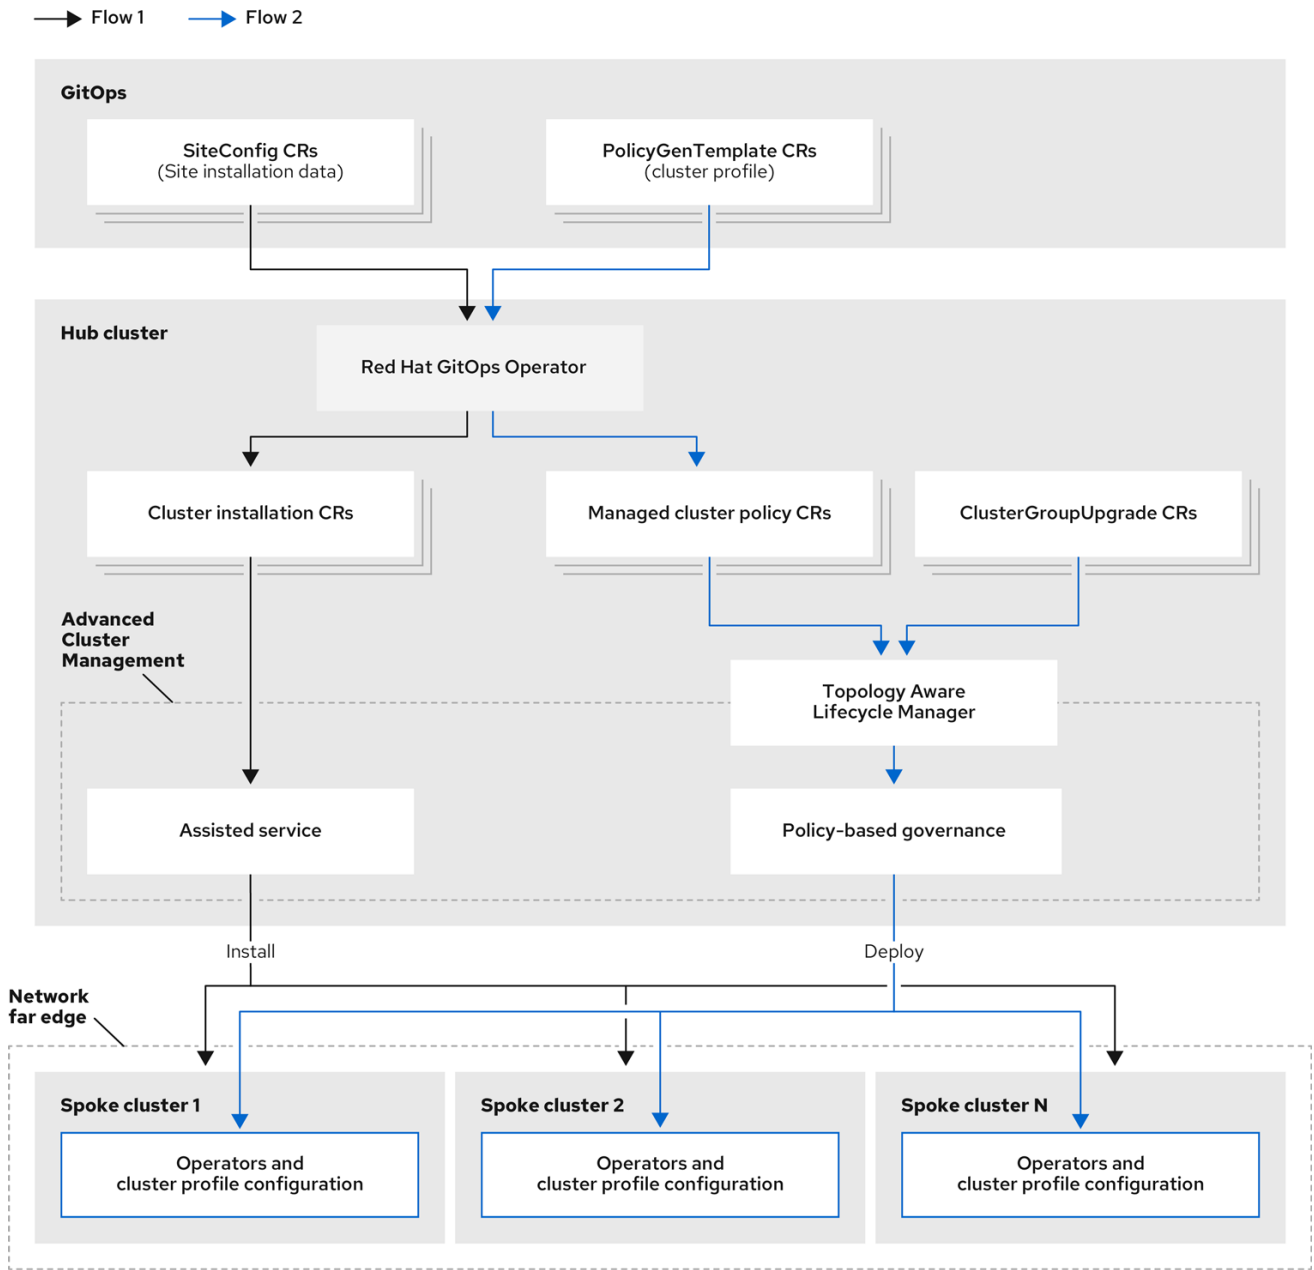 Flow 1
Flow 2
GitOps
SiteConfig CRs
(Site installation data)
PolicyGenTemplate CRs
(cluster profile)
Hub cluster
Red Hat GitOps Operator
Cluster installation CRs
Managed cluster policy CRs
ClusterGroupUpgrade CRs
Advanced
Cluster
Management
Topology Aware
Lifecycle Manager
Assisted service
Policy-based governance
Install
Deploy
Network
far edge
Spoke cluster 1
Operators and
cluster profile configuration
Spoke cluster 2
Operators and
cluster profile configuration
Spoke cluster N
Operators and
cluster profile configuration